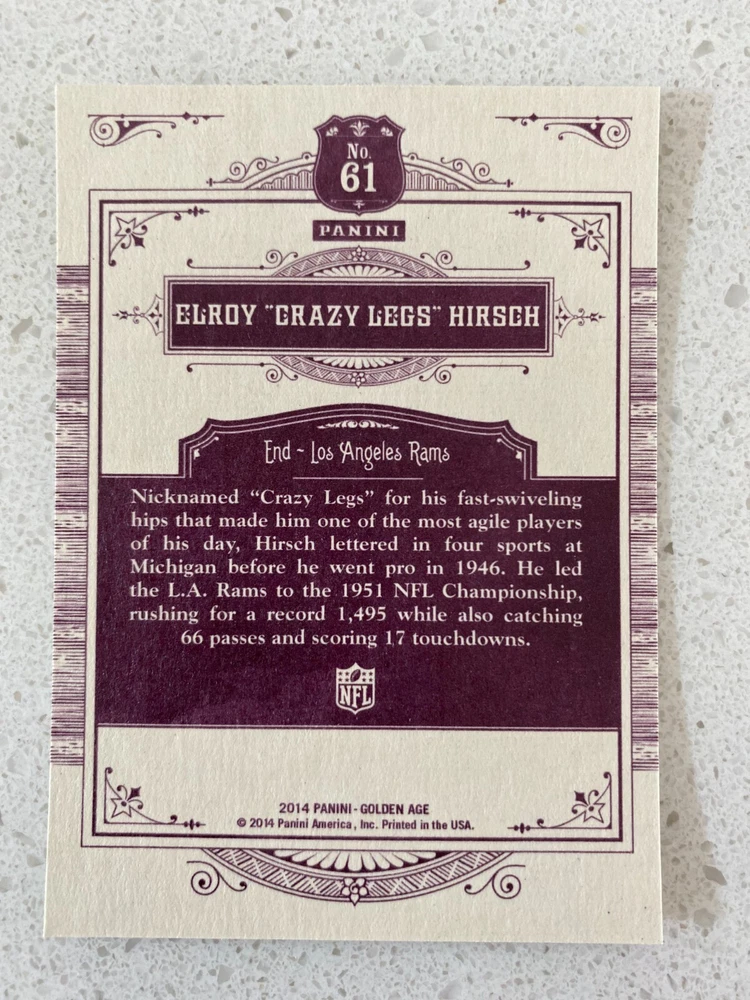 No.
61
PANINI
ELROY "CRAZY LEGS" HIRSCH
End ~ Los Angeles Rams
Nicknamed “Crazy Legs” for his fast-swiveling
hips that made him one of the most agile players
of his day, Hirsch lettered in four sports at
Michigan before he went pro in 1946. He led
the L.A. Rams to the 1951 NFL Championship,
rushing for a record 1,495 while also catching
66 passes and scoring 17 touchdowns.
NFL
2014 PANINI - GOLDEN AGE
© 2014 Panini America, Inc. Printed in the USA.